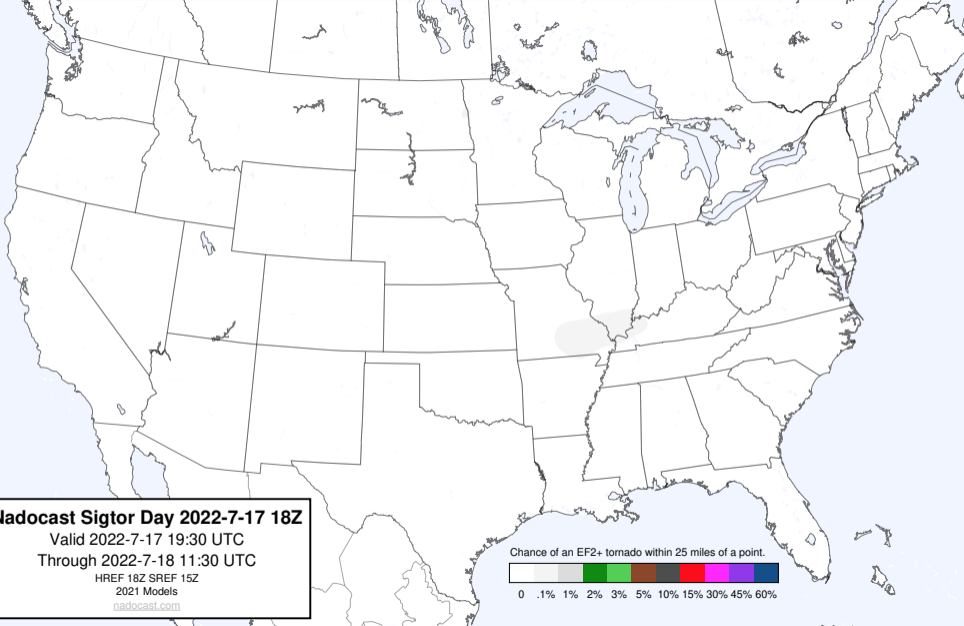 Nadocast Sigtor Day 2022-7-17 18Z
Valid 2022-7-17 19:30 UTC
Through 2022-7-18 11:30 UTC
HREF 18Z SREF 15Z
2021 Models
nadocast.com
Chance of an EF2+ tornado within 25 miles of a point.
0 .1% 1% 2% 3% 5% 10% 15% 30% 45% 60%